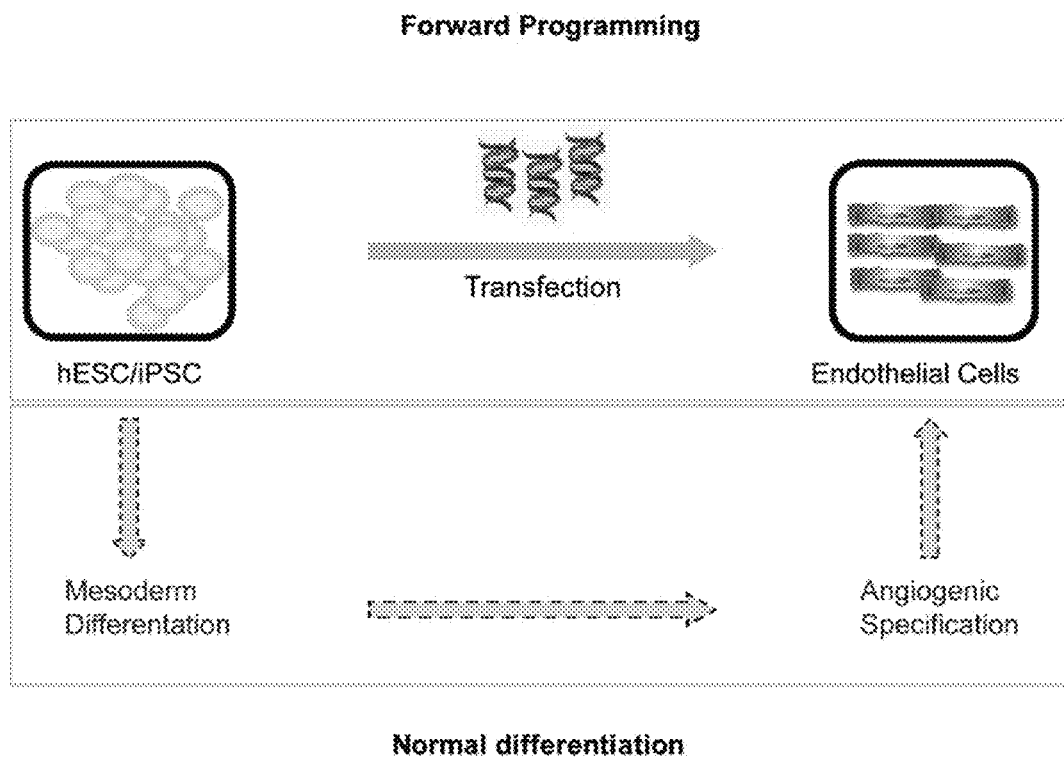 Forward Programming
Transfection
hESC/iPSC
Endothelial Cells
Mesoderm
Differentation
Angiogenic
Specification
Normal differentiation